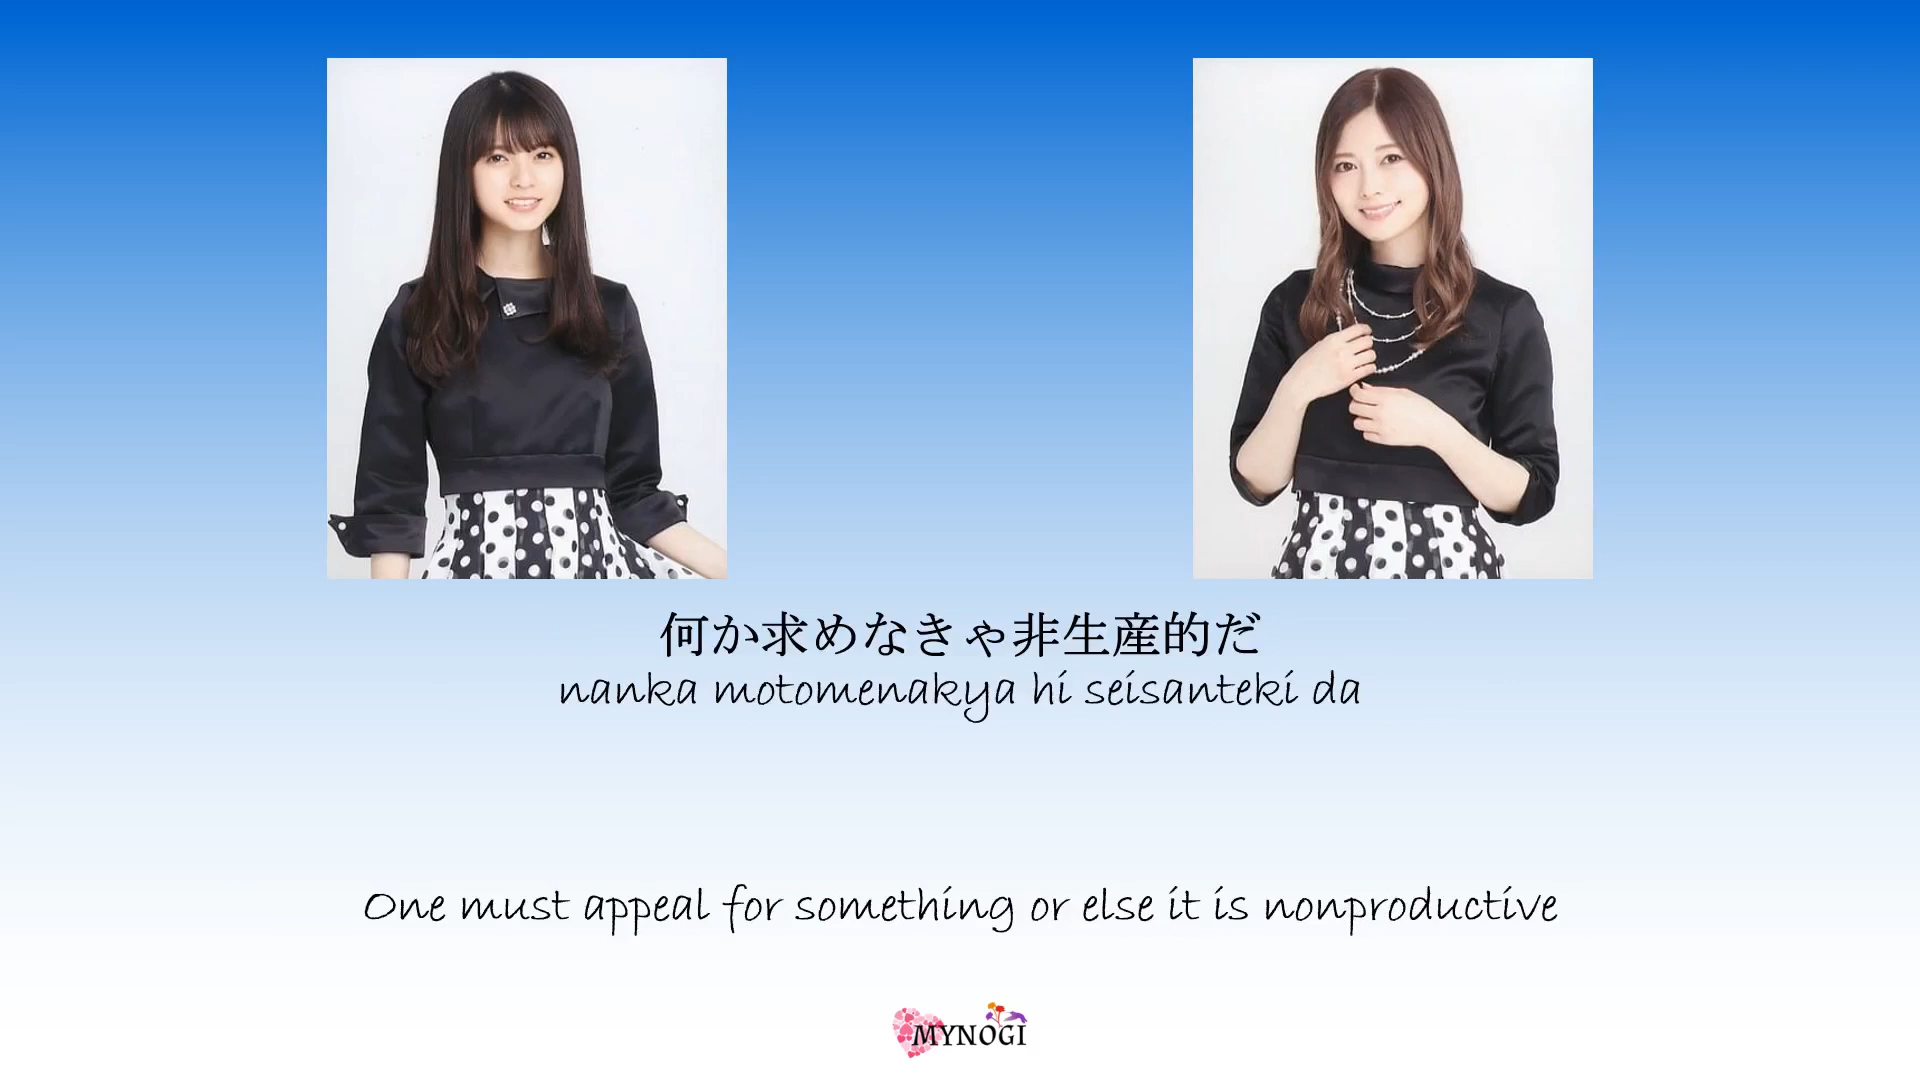 何か求めなきゃ非生産的だ
nanka motomenakya hi seisanteki da
One must appeal for something or else it is nonproductive
MYNOGI